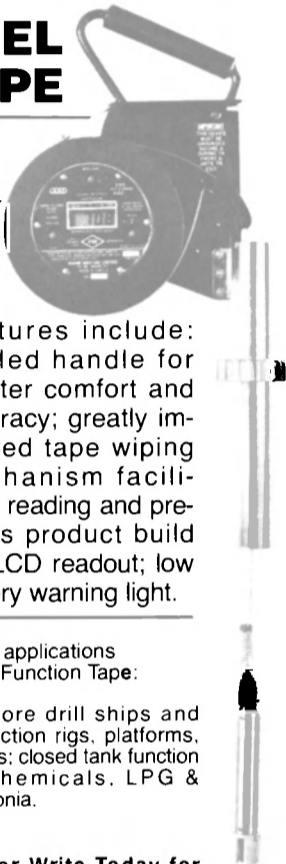 EL
PE
tures include:
led handle for
ter comfort and
racy; greatly im-
ed tape wiping
hanism facili-
reading and pre-
s product build
LCD readout; low
ry warning light.
applications
Function Tape:
ore drill ships and
ction rigs, platforms,
s; closed tank function
hemicals, LPG &
onia.
or Write Today for